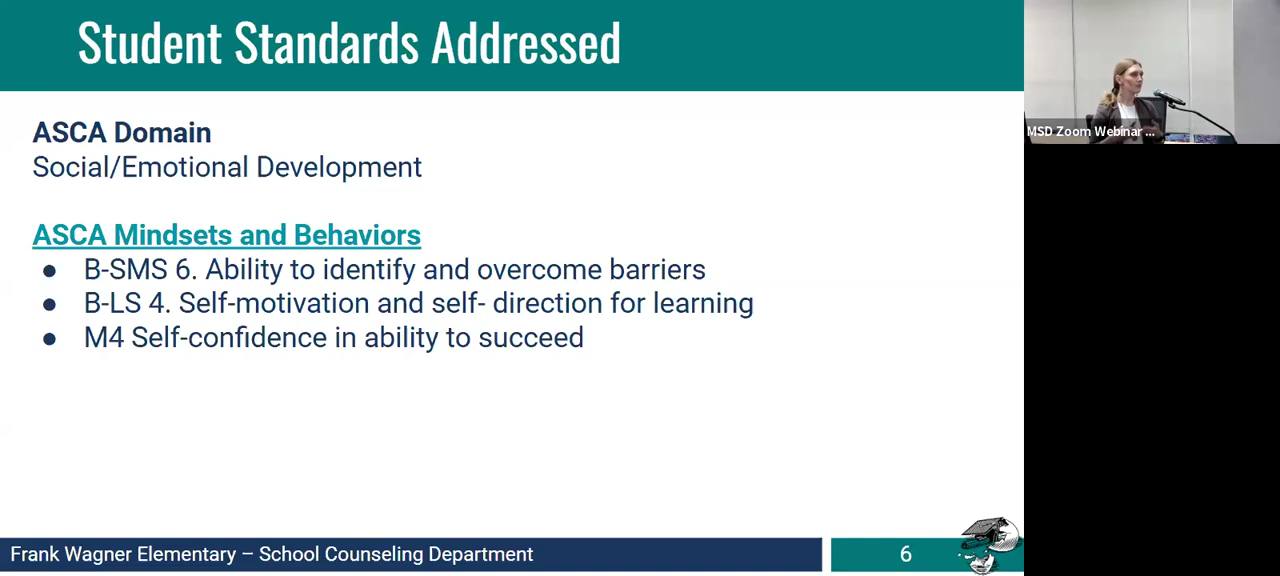 Student Standards Addressed
ASCA Domain
Social/Emotional Development
ASCA Mindsets and Behaviors
● B-SMS 6. Ability to identify and overcome barriers
● B-LS 4. Self-motivation and self- direction for learning
● M4 Self-confidence in ability to succeed
Frank Wagner Elementary – School Counseling Department
6
MSD Zoom Webinar ...